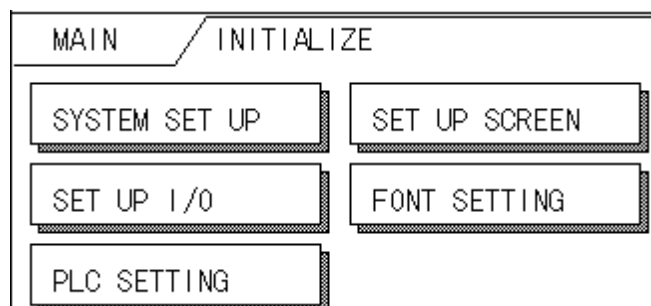 MAIN INITIALIZE
SYSTEM SET UP SET UP SCREEN
SET UP I/O FONT SETTING
PLC SETTING